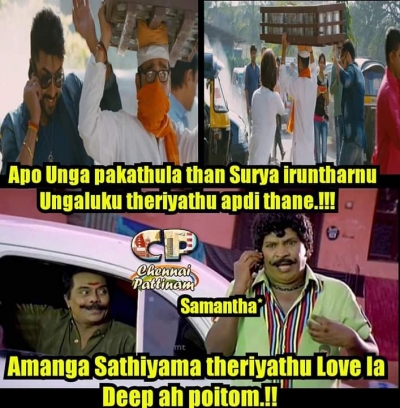 Apo Unga pakathula than Surya iruntharnu
Ungaluku theriyathu apdi thane.!!!
CP
Chennai
Pattinam
Samantha*
Amanga Sathiyama theriyathu Love la
Deep ah poitom.!!